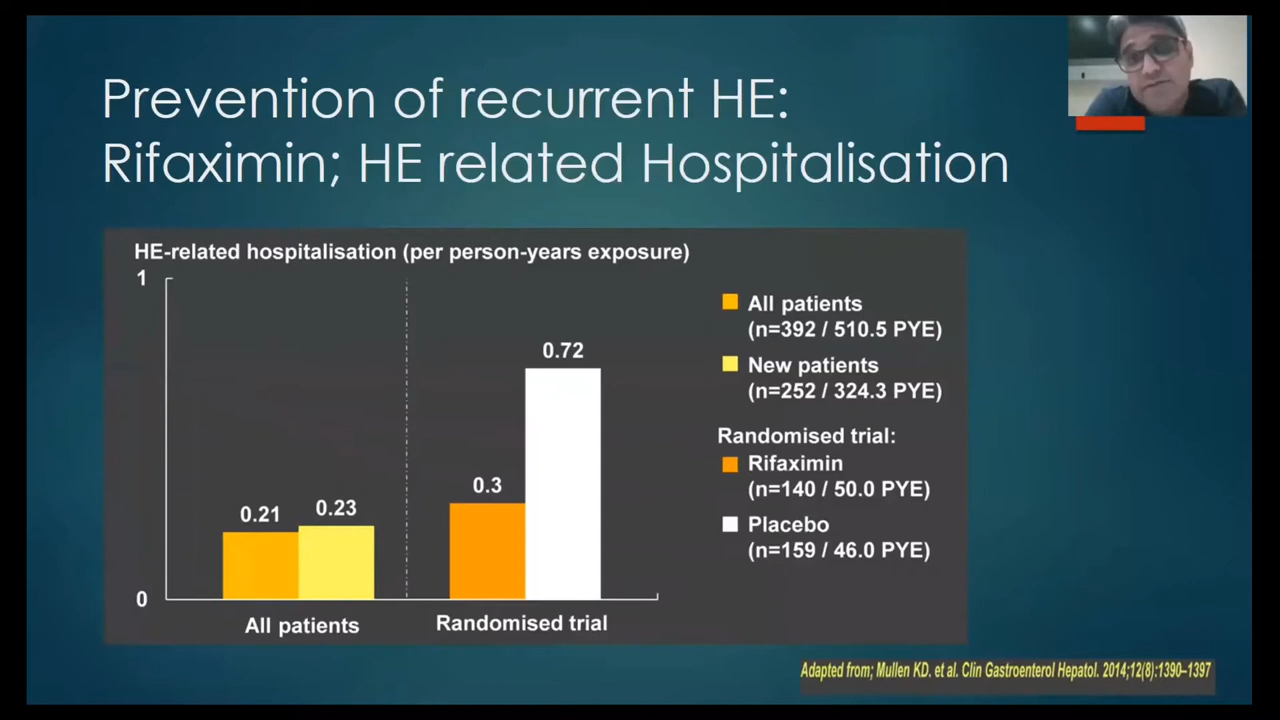 Prevention of recurrent HE:
Rifaximin; HE related Hospitalisation
HE-related hospitalisation (per person-years exposure)
1
0
0.21
0.23
0.3
0.72
All patients
Randomised trial
All patients
(n=392 / 510.5 PYE)
New patients
(n=252 / 324.3 PYE)
Randomised trial:
Rifaximin
(n=140 / 50.0 PYE)
Placebo
(n=159 / 46.0 PYE)
Adapted from; Mullen KD. et al. Clin Gastroenterol Hepatol. 2014;12(8):1390–1397